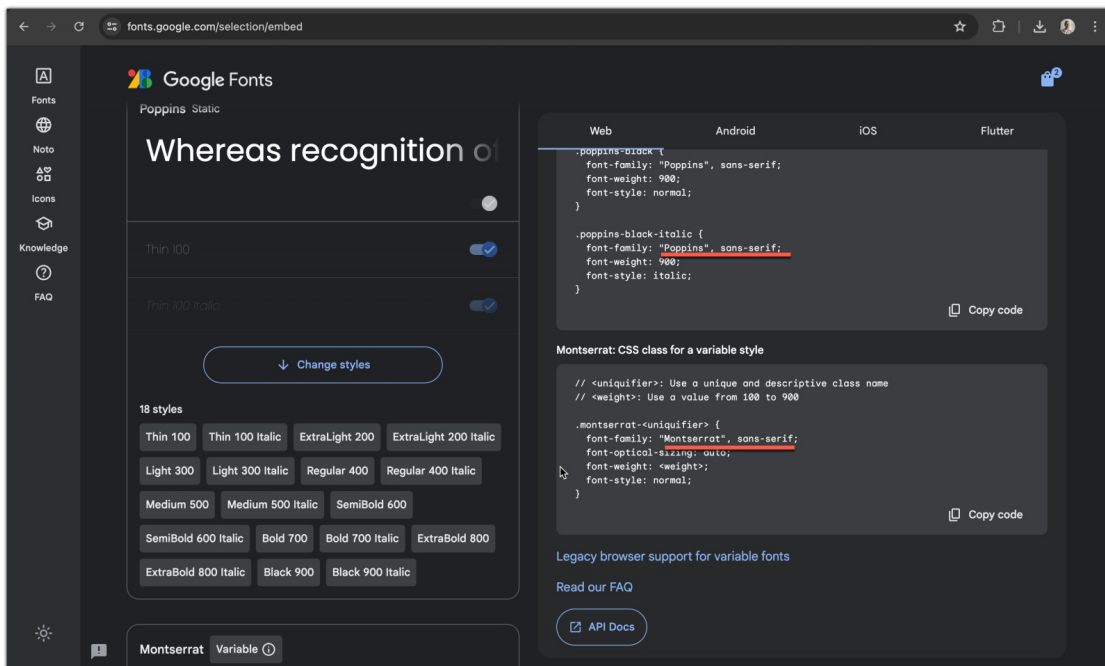 fonts.google.com/selection/embed
Fonts
Noto
Icons
Knowledge
FAQ
Google Fonts
2
Poppins Static
Whereas recognition of
Thin 100
Thin 100 Italic
Change styles
18 styles
Thin 100
Thin 100 Italic
ExtraLight 200
ExtraLight 200 Italic
Light 300
Light 300 Italic
Regular 400
Regular 400 Italic
Medium 500
Medium 500 Italic
SemiBold 600
SemiBold 600 Italic
Bold 700
Bold 700 Italic
ExtraBold 800
ExtraBold 800 Italic
Black 900
Black 900 Italic
Montserrat Variable
Web
Android
iOS
Flutter
.poppins-black {
font-family: "Poppins", sans-serif;
font-weight: 900;
font-style: normal;
}
.poppins-black-italic {
font-family: "Poppins", sans-serif;
font-weight: 900;
font-style: italic;
}
Copy code
Montserrat: CSS class for a variable style
// <uniquifier>: Use a unique and descriptive class name
// <weight>: Use a value from 100 to 900
.montserrat-<uniquifier> {
font-family: "Montserrat", sans-serif;
font-optical-sizing: auto;
font-weight: <weight>;
font-style: normal;
}
Copy code
Legacy browser support for variable fonts
Read our FAQ
API Docs